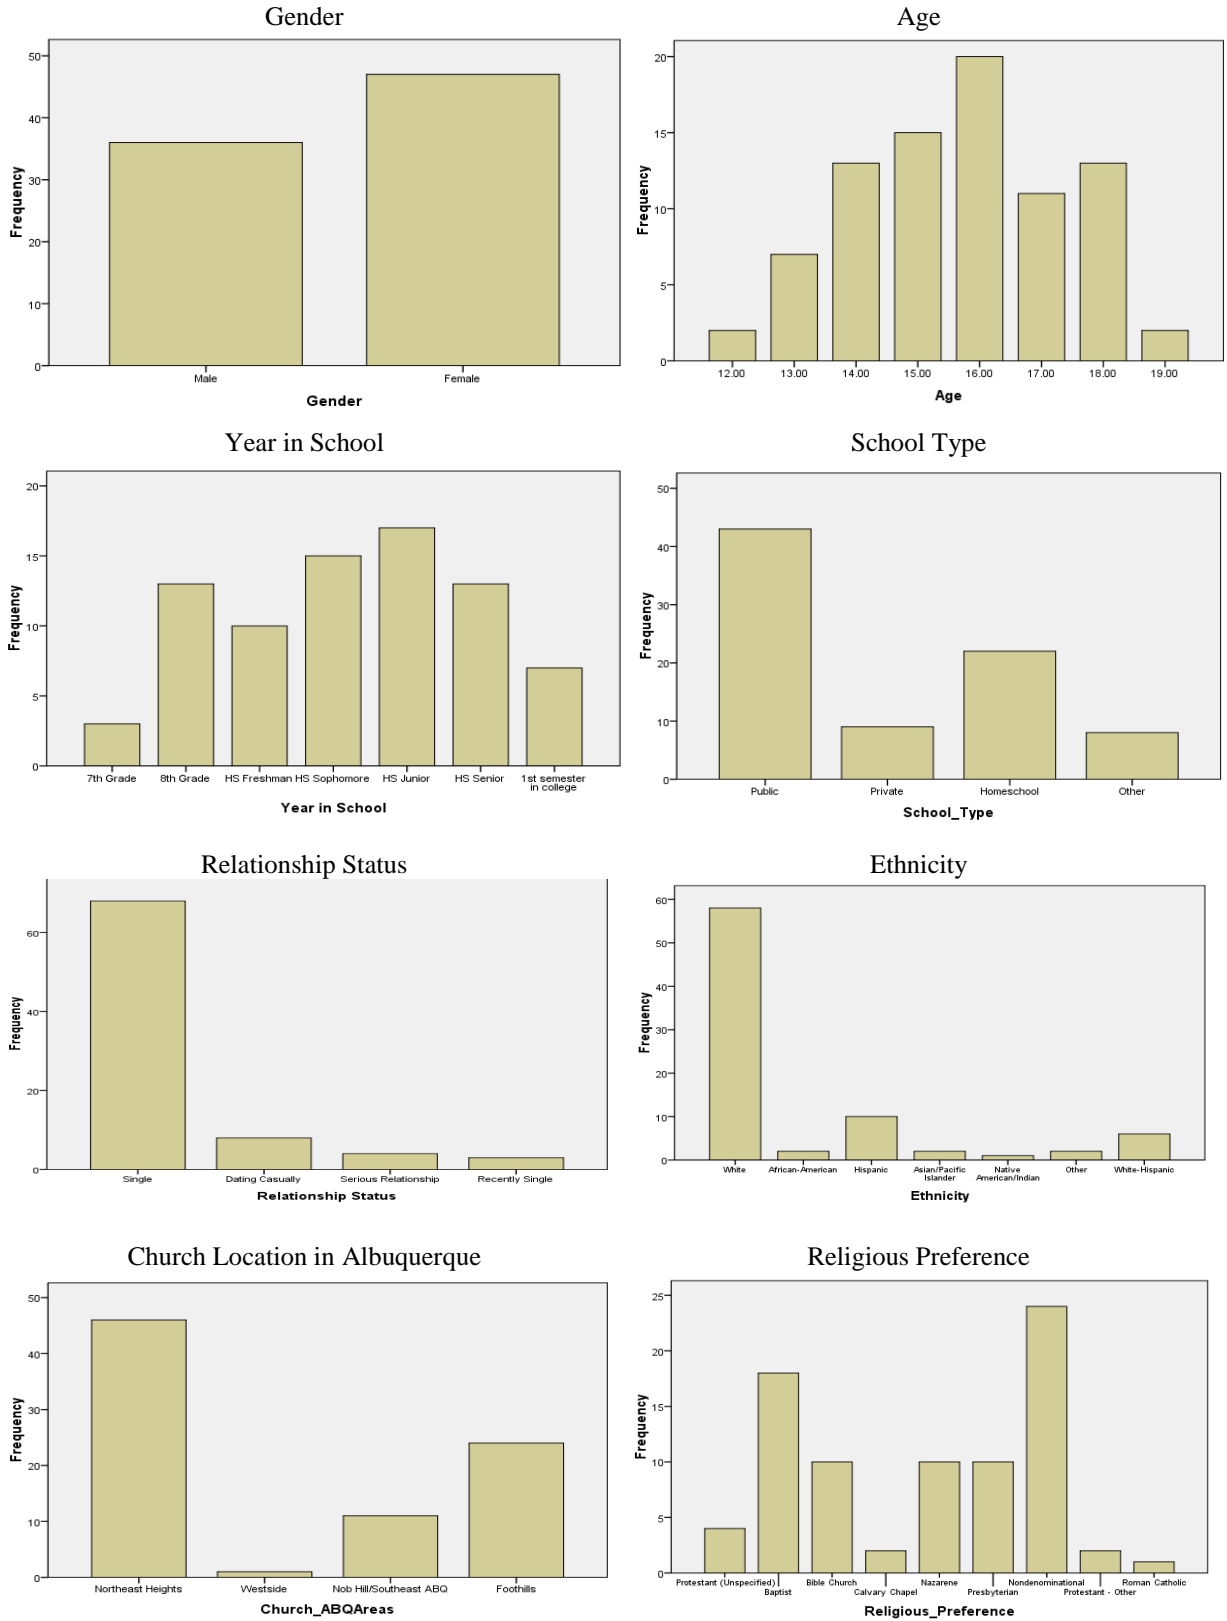 Gender
50
40
30
20
10
0
Frequency
Male Female
Gender
Age
20
15
10
5
0
Frequency
12.00 13.00 14.00 15.00 16.00 17.00 18.00 19.00
Age
Year in School
20
15
10
5
0
Frequency
7th Grade 8th Grade HS Freshman HS Sophomore HS Junior HS Senior 1st semester
in college
Year in School
School Type
50
40
30
20
10
0
Frequency
Public Private Homeschool Other
School_Type
Relationship Status
60
40
20
0
Frequency
Single Dating Casually Serious Relationship Recently Single
Relationship Status
Ethnicity
60
50
40
30
20
10
0
Frequency
White African-American Hispanic Asian/Pacific Native Other White-Hispanic
Islander American/Indian
Ethnicity
Church Location in Albuquerque
50
40
30
20
10
0
Frequency
Northeast Heights Westside Nob Hill/Southeast ABQ Foothills
Church_ABQAreas
Religious Preference
25
20
15
10
5
0
Frequency
Protestant (Unspecified) Bible Church Nazarene Nondenominational Roman Catholic
Baptist Calvary Chapel Presbyterian Protestant - Other
Religious_Preference